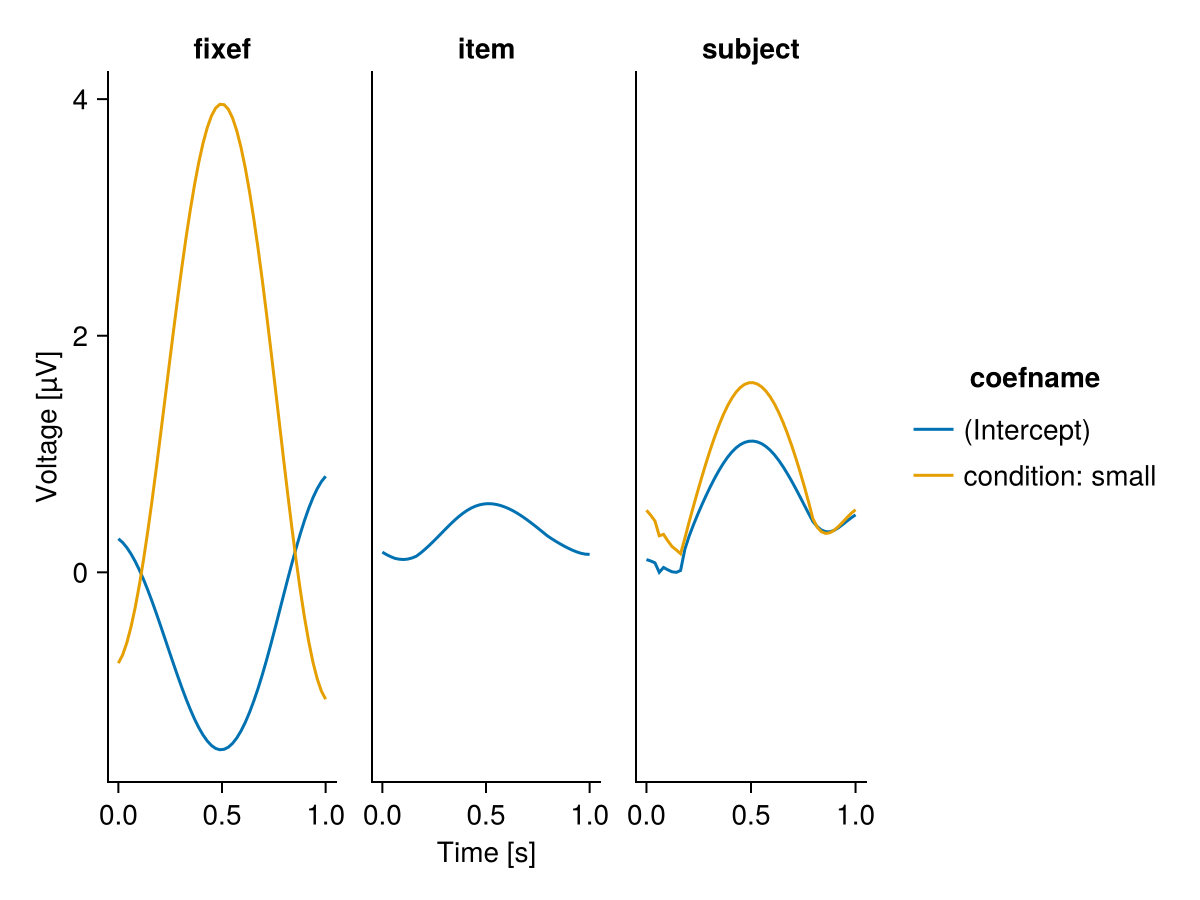 fixef item subject
4
2
0
Voltage [µV]
0.0 0.5 1.0 0.0 0.5 1.0 0.0 0.5 1.0
Time [s]
coefname
(Intercept)
condition: small